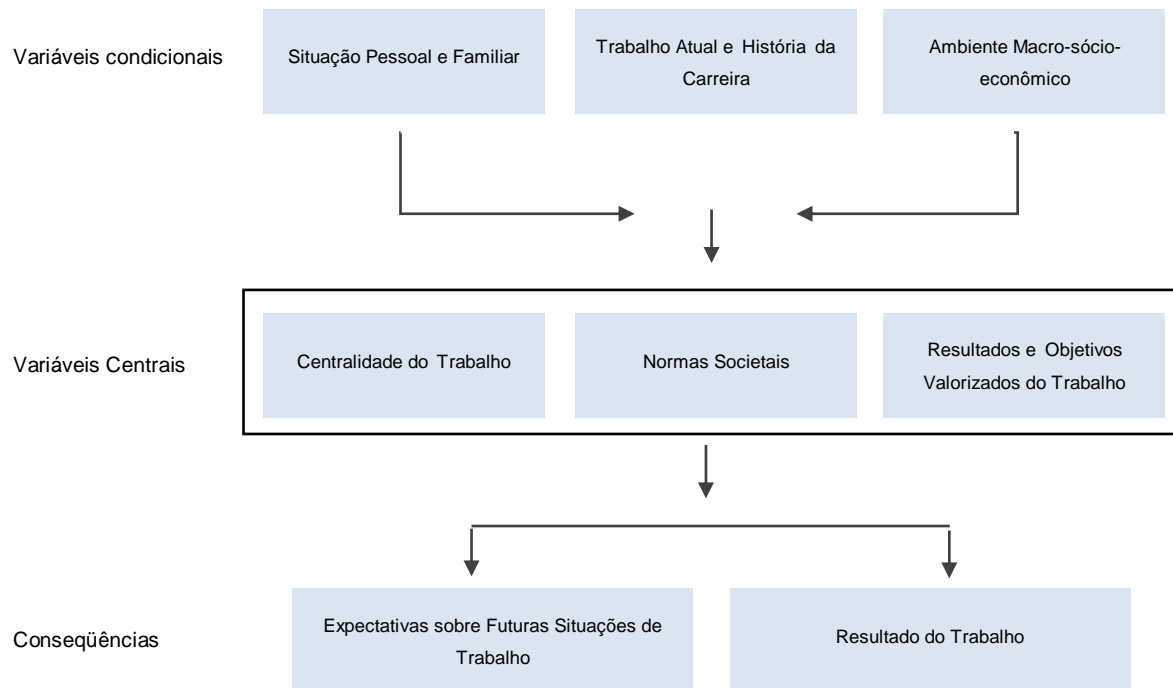 Variáveis condicionais
Situação Pessoal e Familiar
Trabalho Atual e História da
Carreira
Ambiente Macro-sócio-
econômico
Variáveis Centrais
Centralidade do Trabalho
Normas Societais
Resultados e Objetivos
Valorizados do Trabalho
Conseqüências
Expectativas sobre Futuras Situações de
Trabalho
Resultado do Trabalho